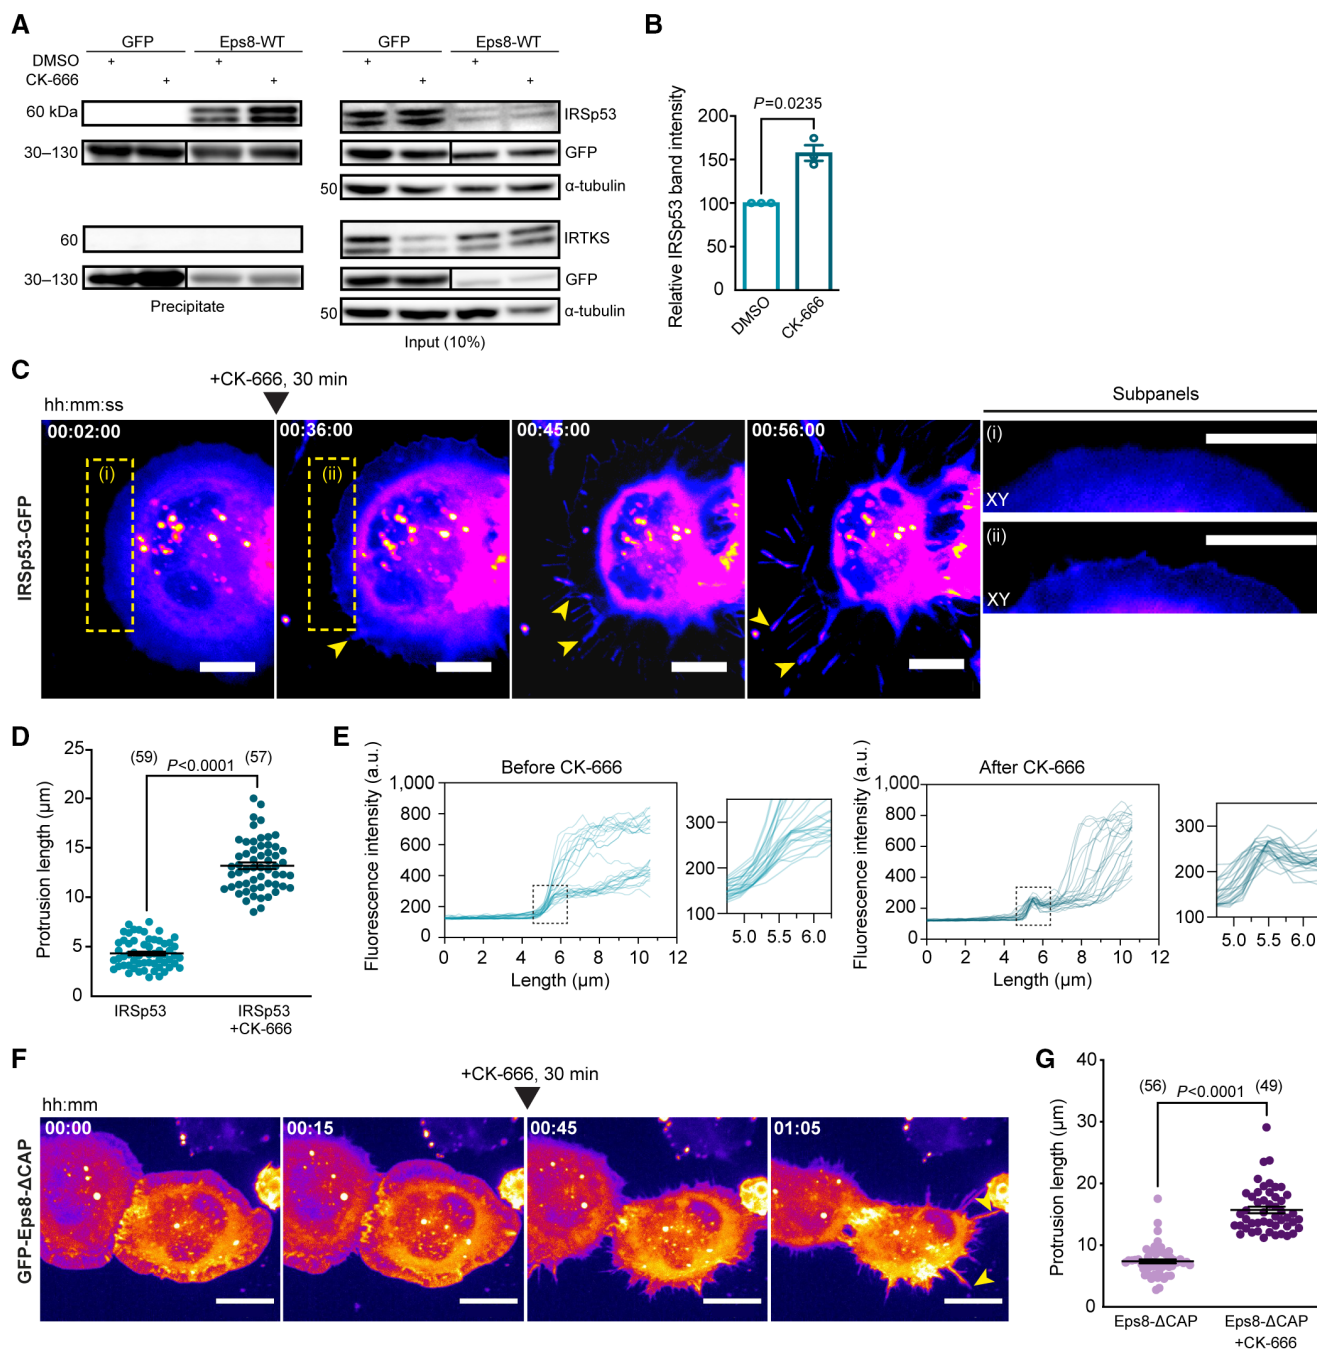 A
GFP Eps8-WT GFP Eps8-WT
DMSO + + + +
CK-666 + + + +
60 kDa IRSp53
30–130 GFP
50 α-tubulin
60 IRTKS
30–130 GFP
50 α-tubulin
Precipitate
Input (10%)
B
P=0.0235
Relative IRSp53 band intensity
200
150
100
50
0
DMSO
CK-666
C
+CK-666, 30 min
hh:mm:ss
Subpanels
IRSp53-GFP
00:02:00 00:36:00 00:45:00 00:56:00
(i) (ii)
(i)
XY
(ii)
XY
D
Protrusion length (µm)
25
20
15
10
5
0
(59) (57)
P<0.0001
IRSp53 IRSp53
+CK-666
E
Before CK-666
Fluorescence intensity (a.u.)
1,000
800
600
400
200
0
0 2 4 6 8 10 12
Length (µm)
300
200
100
5.0 5.5 6.0
After CK-666
Fluorescence intensity (a.u.)
1,000
800
600
400
200
0
0 2 4 6 8 10 12
Length (µm)
300
200
100
5.0 5.5 6.0
F
+CK-666, 30 min
hh:mm
GFP-Eps8-ΔCAP
00:00 00:15 00:45 01:05
G
Protrusion length (µm)
40
30
20
10
0
(56) (49)
P<0.0001
Eps8-ΔCAP Eps8-ΔCAP
+CK-666